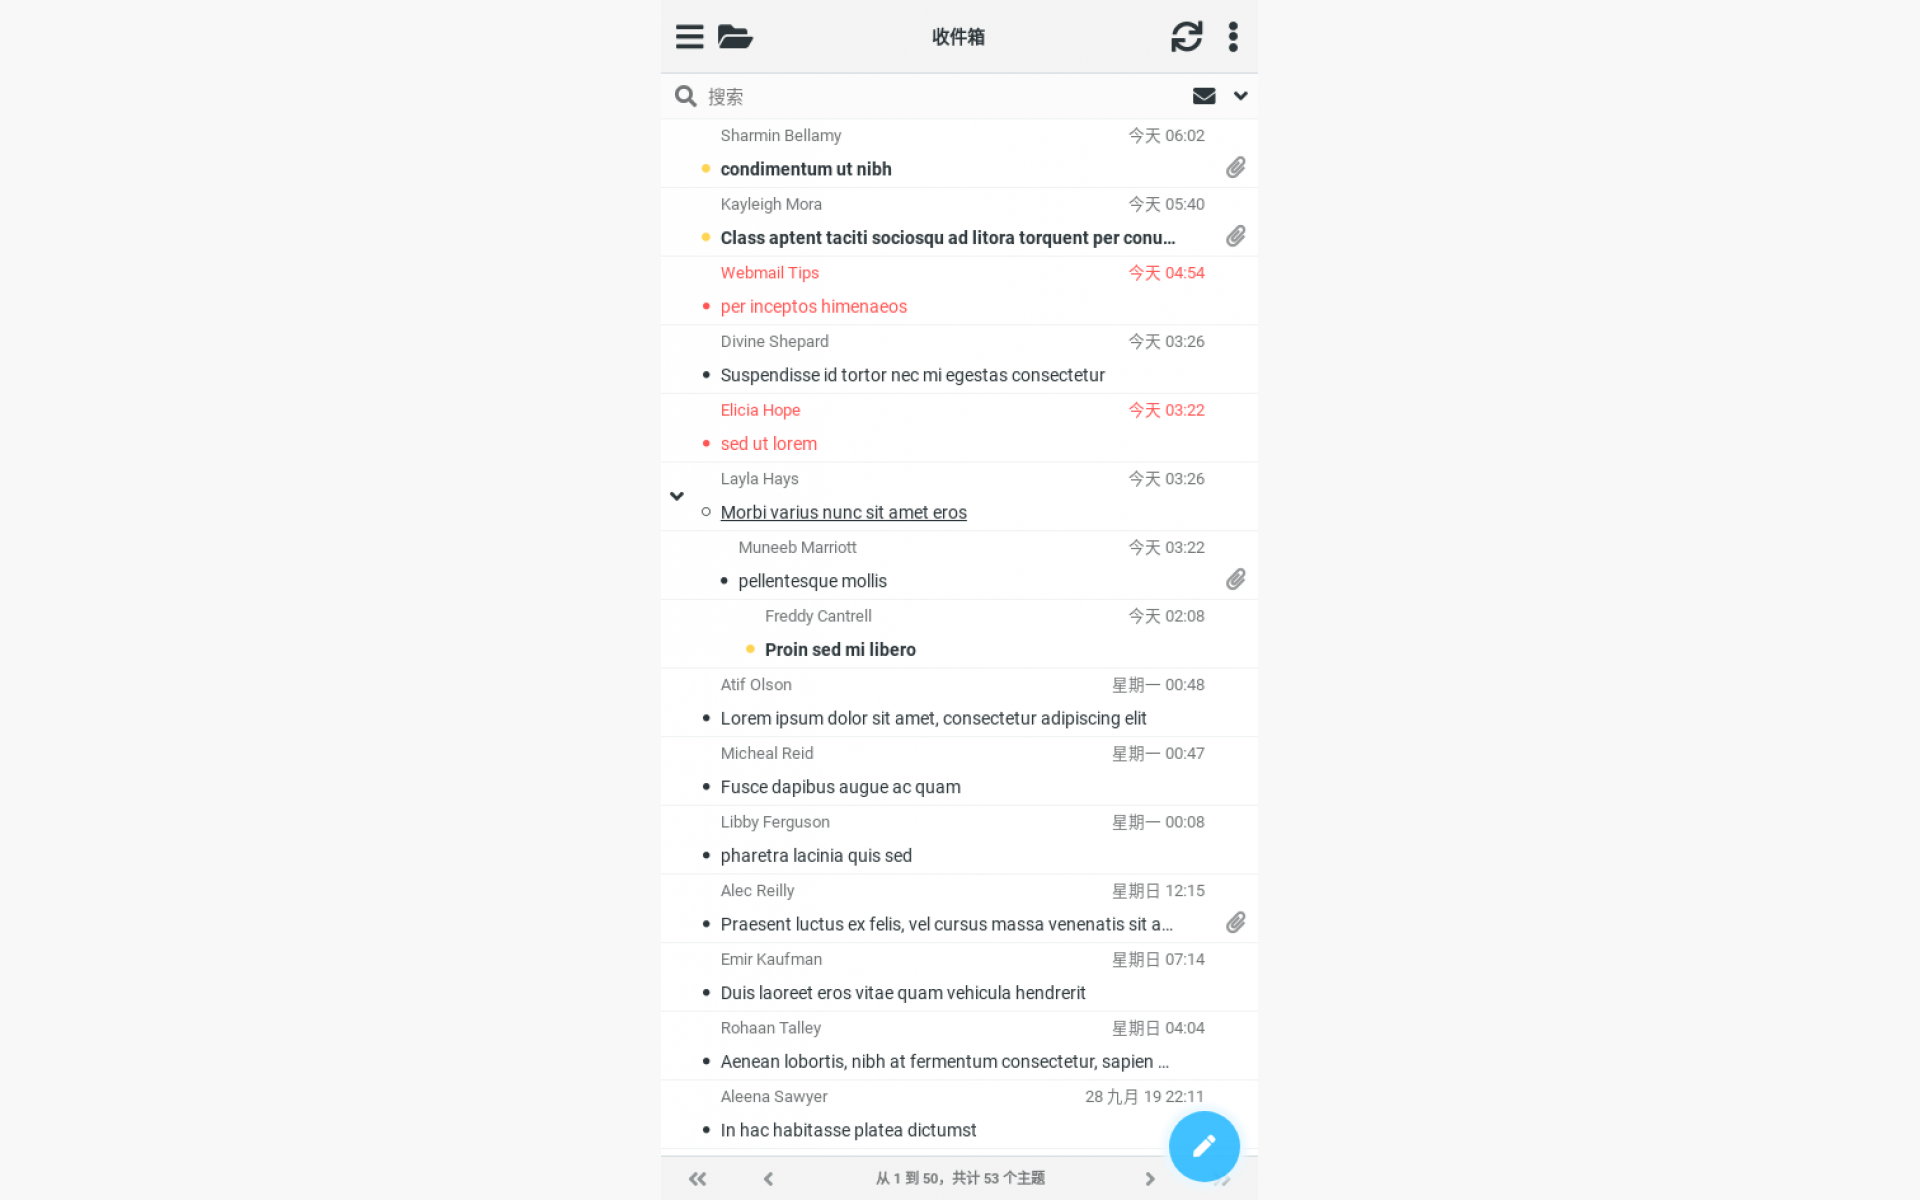 收件箱
搜索
Sharmin Bellamy 今天 06:02
condimentum ut nibh
Kayleigh Mora 今天 05:40
Class aptent taciti sociosqu ad litora torquent per conu…
Webmail Tips 今天 04:54
per inceptos himenaeos
Divine Shepard 今天 03:26
Suspendisse id tortor nec mi egestas consectetur
Elicia Hope 今天 03:22
sed ut lorem
Layla Hays 今天 03:26
Morbi varius nunc sit amet eros
Muneeb Marriott 今天 03:22
pellentesque mollis
Freddy Cantrell 今天 02:08
Proin sed mi libero
Atif Olson 星期一 00:48
Lorem ipsum dolor sit amet, consectetur adipiscing elit
Micheal Reid 星期一 00:47
Fusce dapibus augue ac quam
Libby Ferguson 星期一 00:08
pharetra lacinia quis sed
Alec Reilly 星期日 12:15
Praesent luctus ex felis, vel cursus massa venenatis sit a…
Emir Kaufman 星期日 07:14
Duis laoreet eros vitae quam vehicula hendrerit
Rohaan Talley 星期日 04:04
Aenean lobortis, nibh at fermentum consectetur, sapien …
Aleena Sawyer 28 九月 19 22:11
In hac habitasse platea dictumst
从 1 到 50，共计 53 个主题